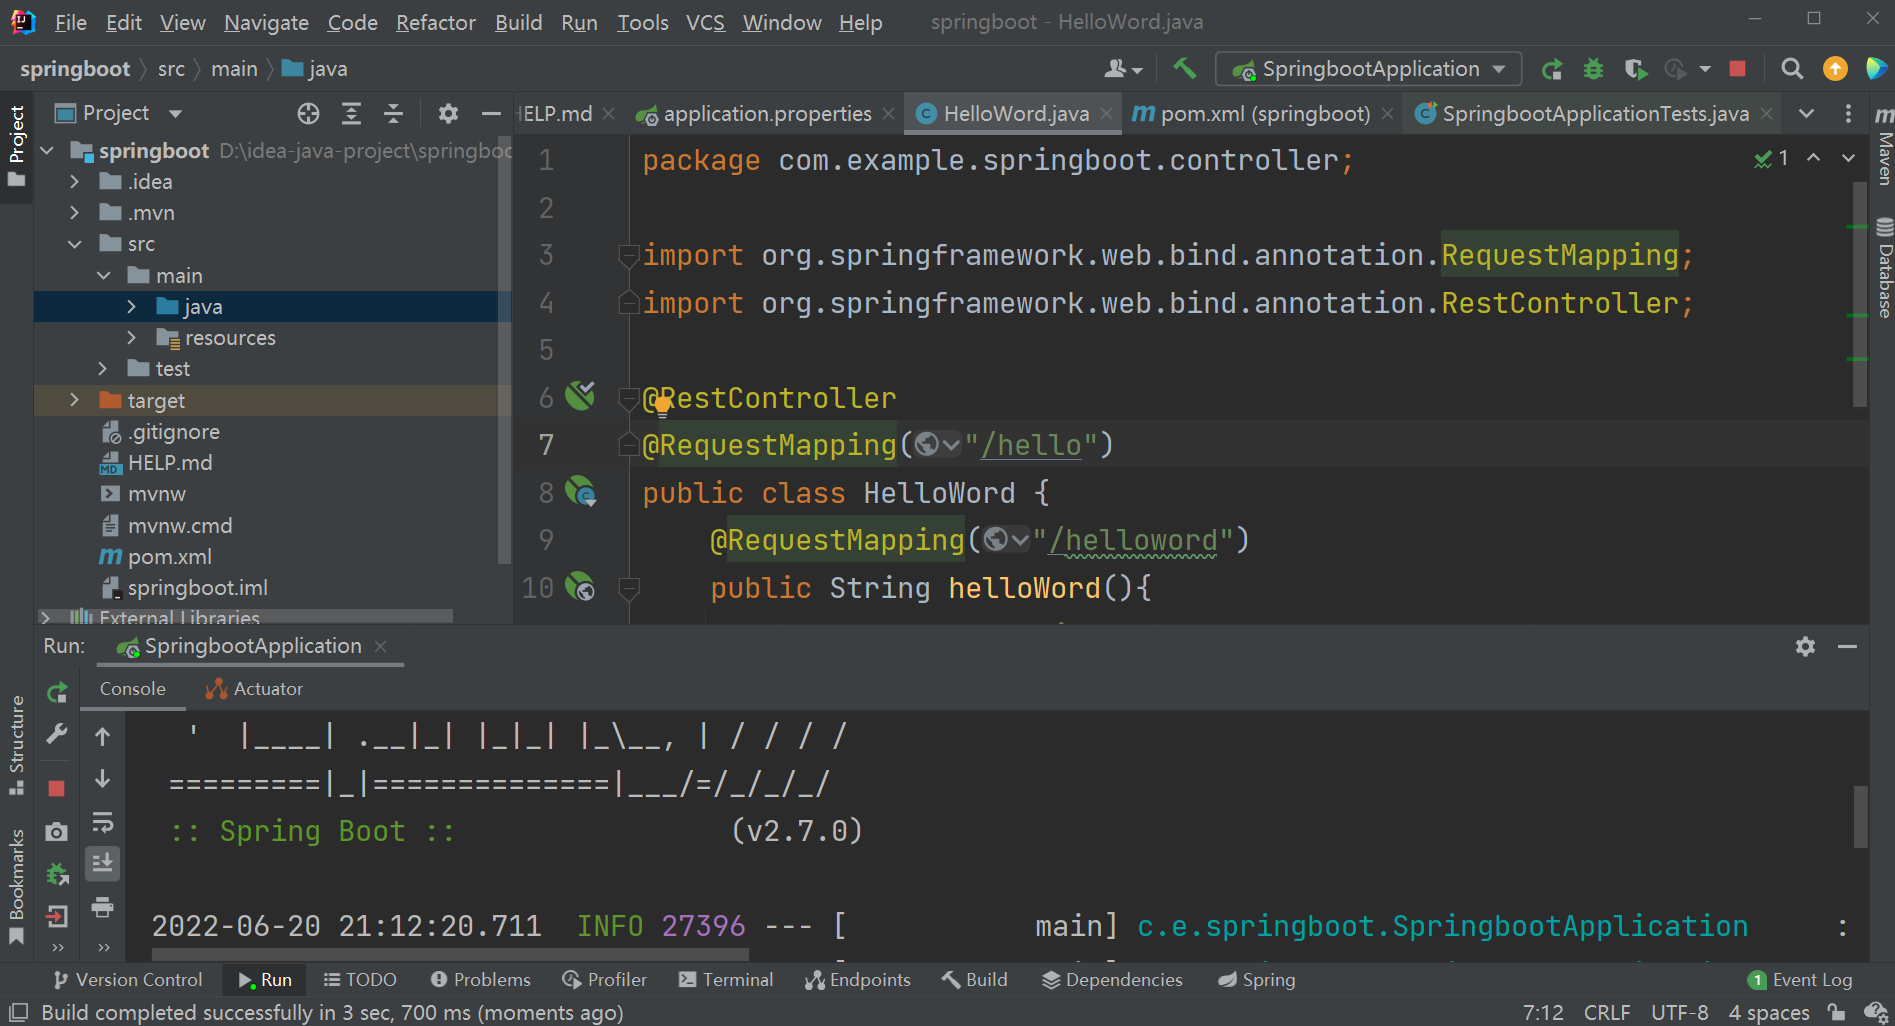 File Edit View Navigate Code Refactor Build Run Tools VCS Window Help springboot - HelloWord.java
springboot src main java
SpringbootApplication
Project
ELP.md application.properties HelloWord.java pom.xml (springboot) SpringbootApplicationTests.java
Project
Maven
Database
Structure
Bookmarks
springboot D:\idea-java-project\springboo
.idea
.mvn
src
main
java
resources
test
target
.gitignore
HELP.md
mvnw
mvnw.cmd
pom.xml
springboot.iml
External Libraries
1 package com.example.springboot.controller;
1
2
3 import org.springframework.web.bind.annotation.RequestMapping;
4 import org.springframework.web.bind.annotation.RestController;
5
6 @RestController
7 @RequestMapping("/hello")
8 public class HelloWord {
9 @RequestMapping("/helloword")
10 public String helloWord(){
Run: SpringbootApplication
Console Actuator
' |____| .__|_| |_|_| |_\__, | / / / /
=========|_|==============|___/=/_/_/_/
:: Spring Boot :: (v2.7.0)
2022-06-20 21:12:20.711 INFO 27396 --- [ main] c.e.springboot.SpringbootApplication :
Version Control Run TODO Problems Profiler Terminal Endpoints Build Dependencies Spring 1 Event Log
Build completed successfully in 3 sec, 700 ms (moments ago) 7:12 CRLF UTF-8 4 spaces